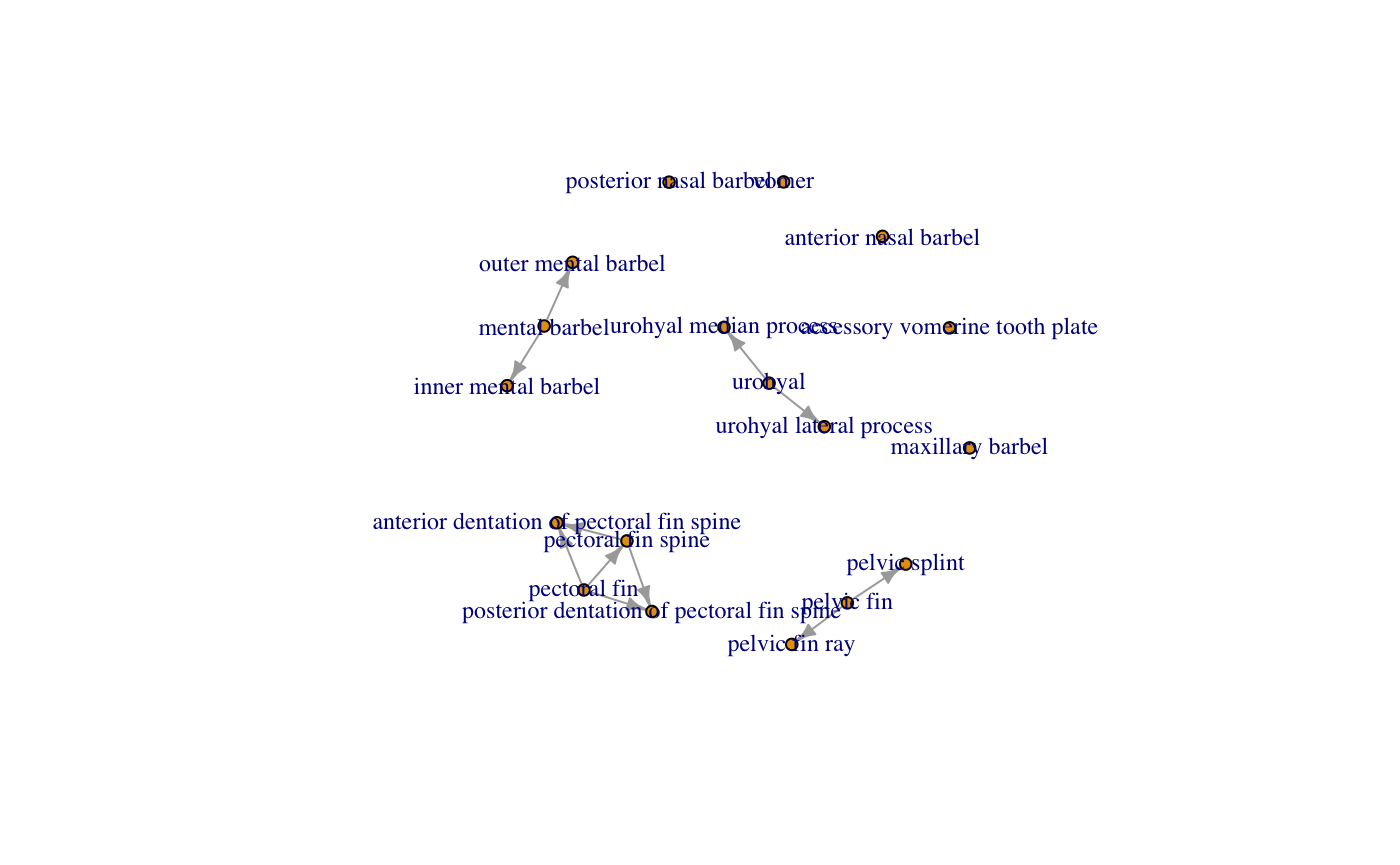 posterior nasal barbel
vomer
anterior nasal barbel
outer mental barbel
mental barbel
urohyal median process
accessory vomerine tooth plate
inner mental barbel
urohyal
urohyal lateral process
maxillary barbel
anterior dentation of pectoral fin spine
pectoral fin spine
pelvic splint
pectoral fin
pelvic fin
posterior dentation of pectoral fin spine
pelvic fin ray